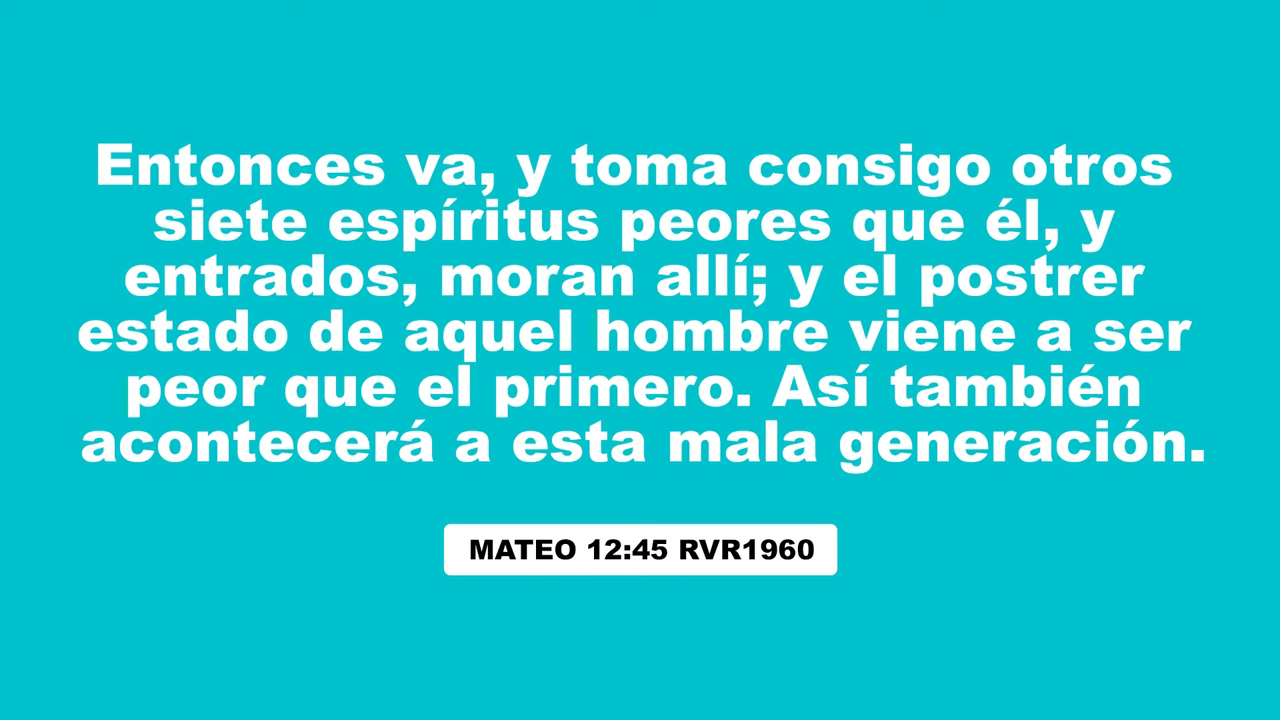 Entonces va, y toma consigo otros
siete espíritus peores que él, y
entrados, moran allí; y el postrer
estado de aquel hombre viene a ser
peor que el primero. Así también
acontecerá a esta mala generación.
MATEO 12:45 RVR1960